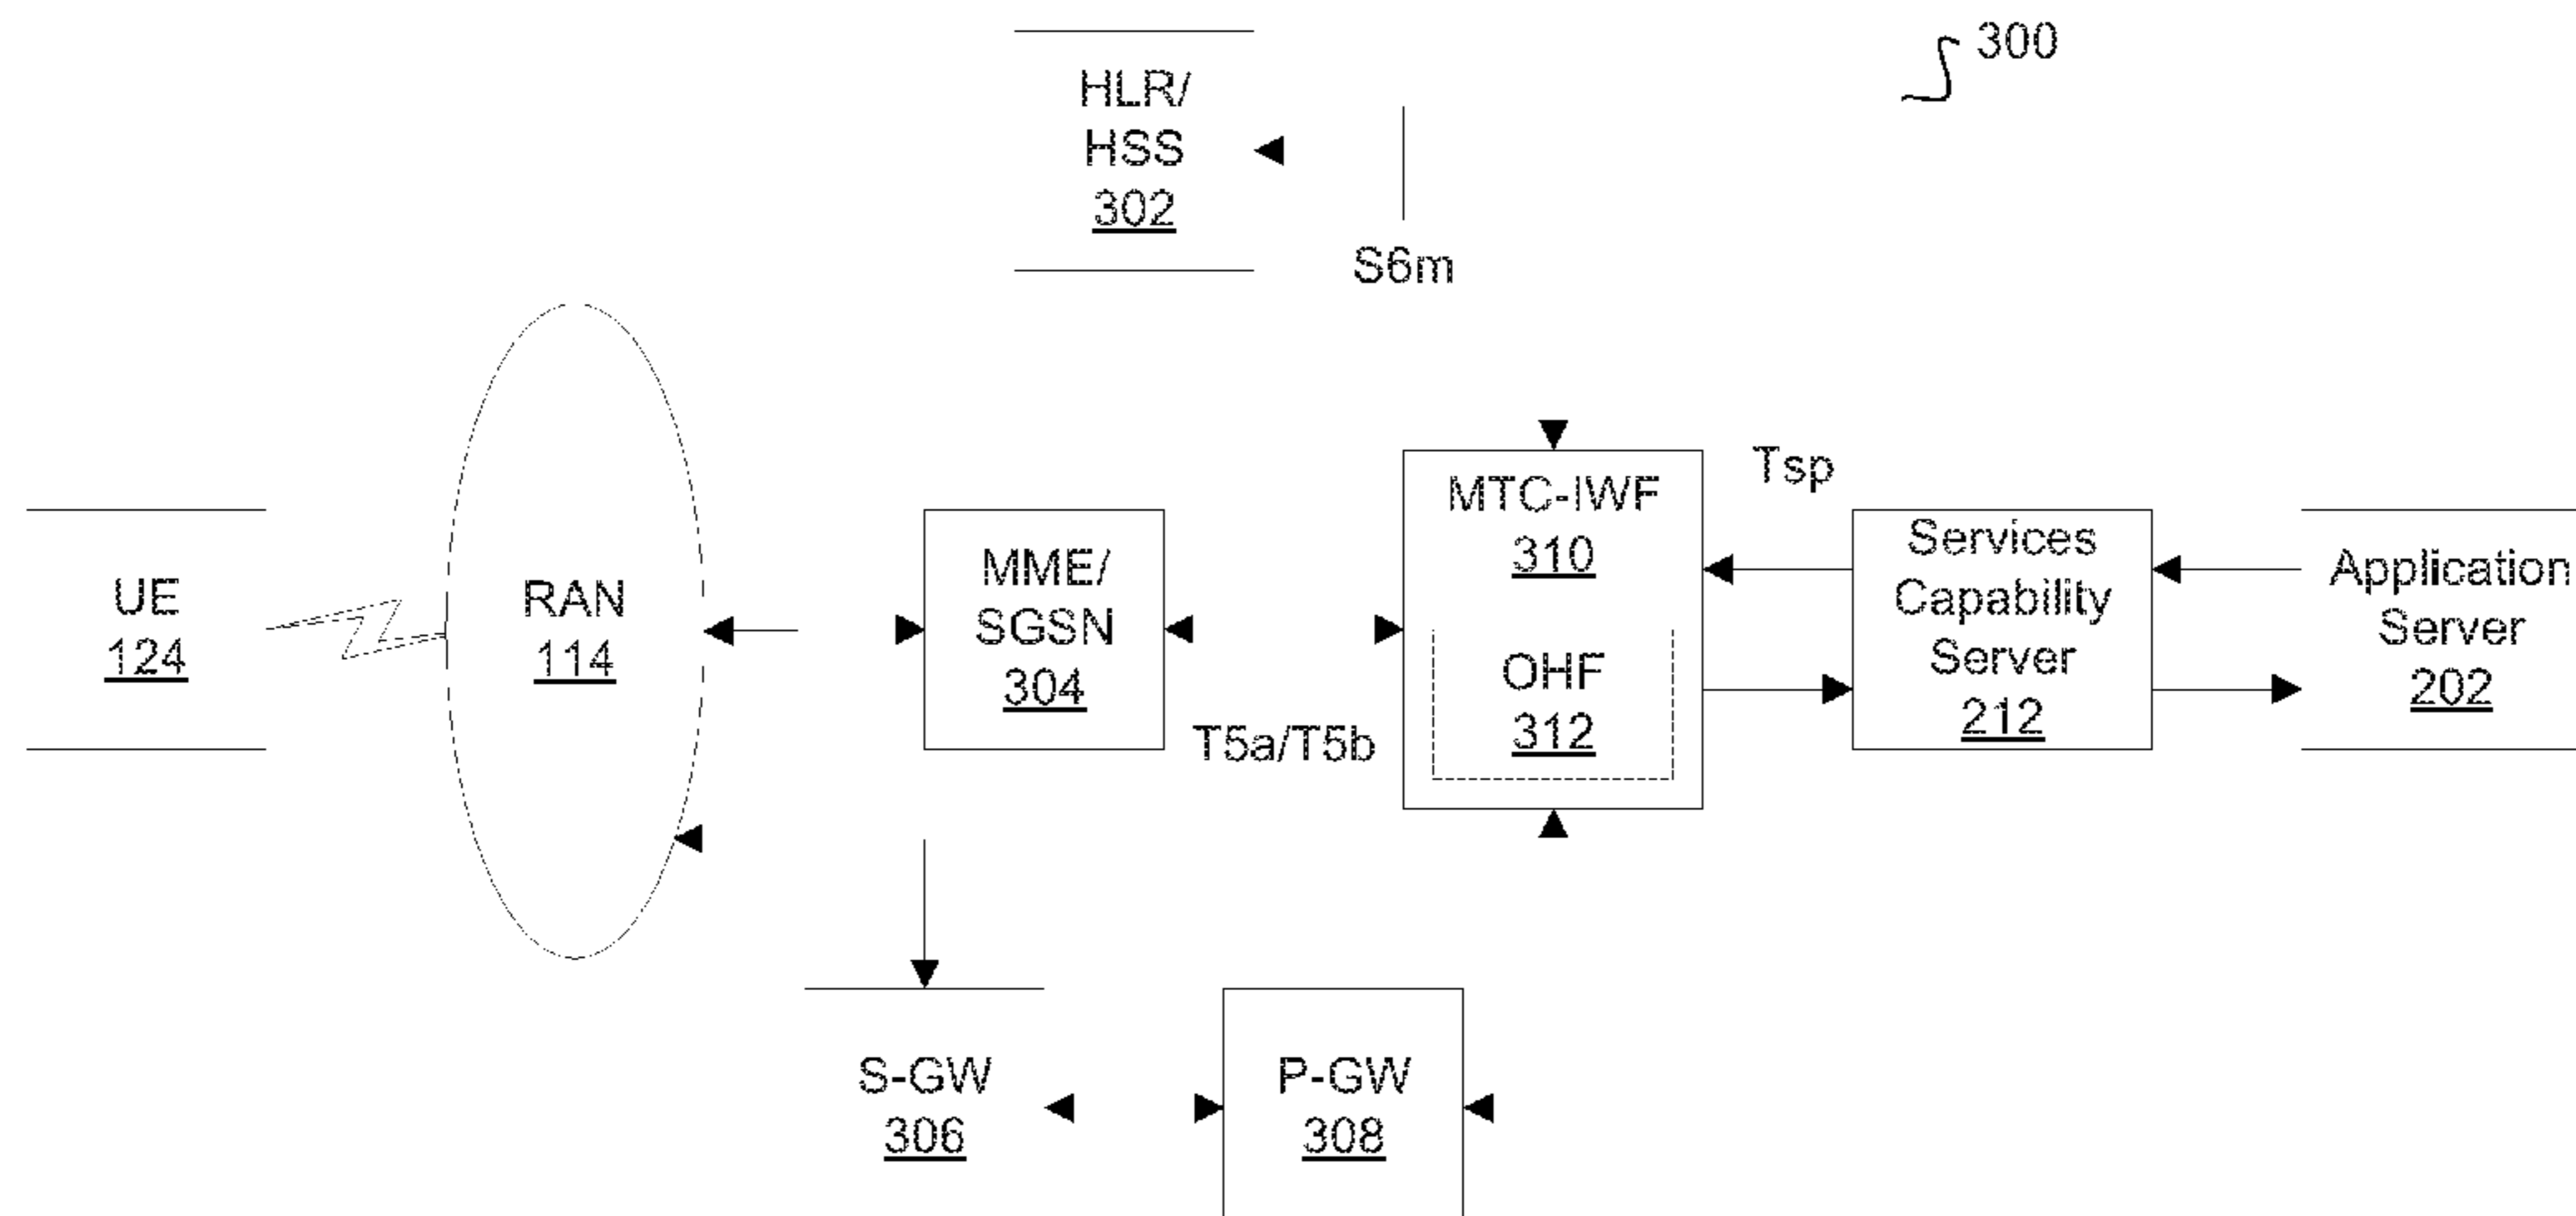 300
HLR/
HSS
302
S6m
UE
124
RAN
114
MME/
SGSN
304
T5a/T5b
MTC-IWF
310
OHF
312
Tsp
Services
Capability
Server
212
Application
Server
202
S-GW
306
P-GW
308